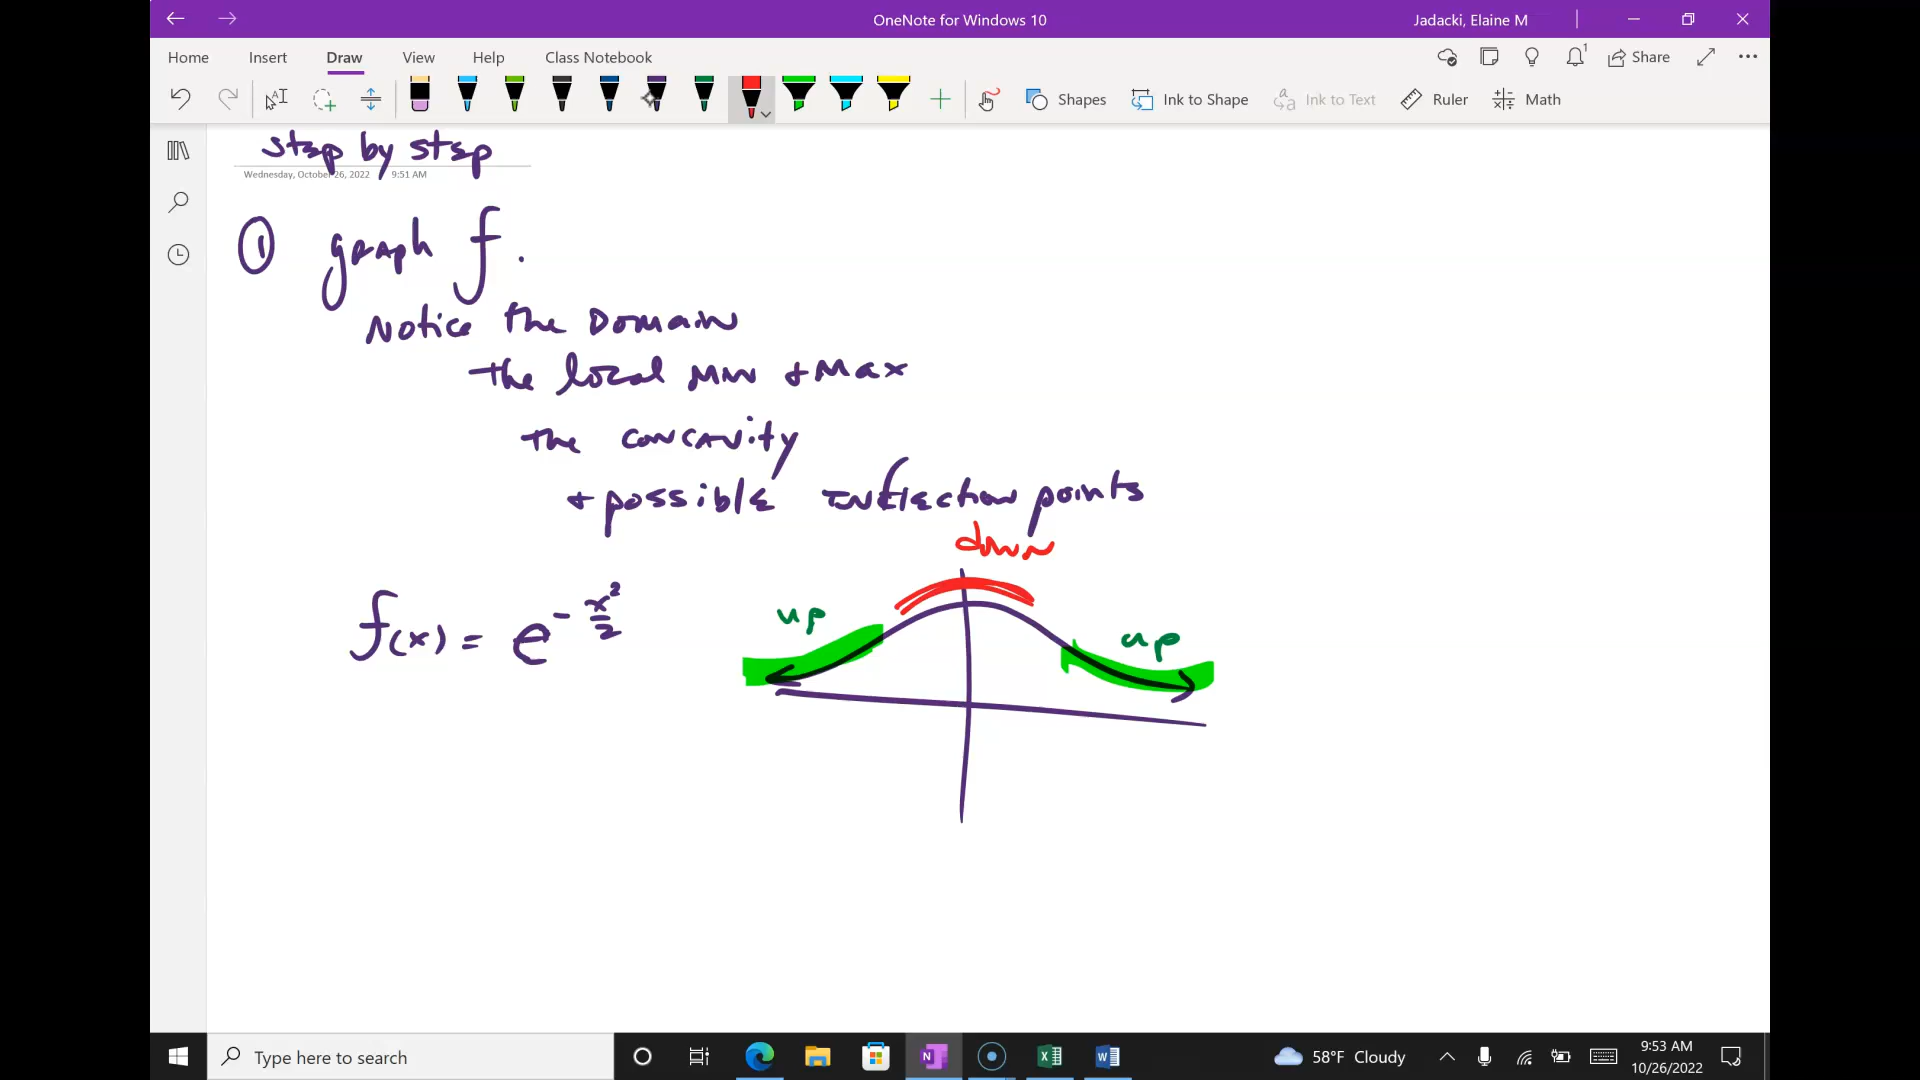 OneNote for Windows 10
Jadacki, Elaine M
Home Insert Draw View Help Class Notebook
1 Share
Shapes Ink to Shape Ink to Text Ruler Math
step by step
Wednesday, October 26, 2022 9:51 AM
① graph f.
Notice the Domain
the local min + max
the concavity
+ possible inflection points
down
up
up
f(x) = e^{-x²/2}
Type here to search
58°F Cloudy
9:53 AM
10/26/2022